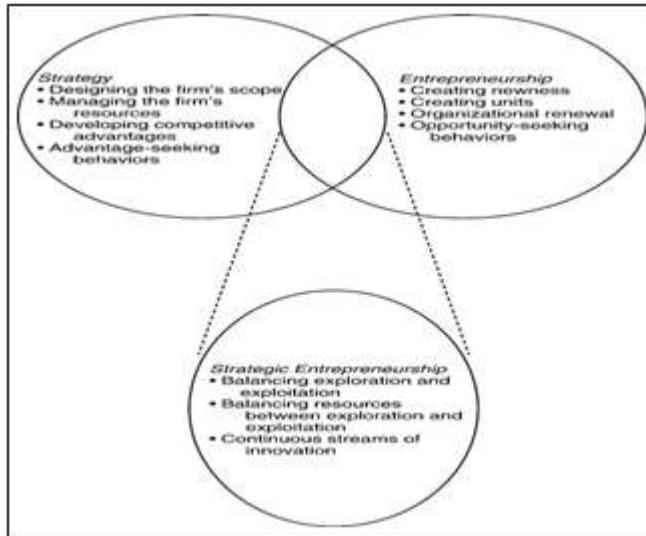 Strategy
• Designing the firm's scope
• Managing the firm's
resources
• Developing competitive
advantages
• Advantage-seeking
behaviors
Entrepreneurship
• Creating newness
• Creating units
• Organizational renewal
• Opportunity-seeking
behaviors
Strategic Entrepreneurship
• Balancing exploration and
exploitation
• Balancing resources
between exploration and
exploitation
• Continuous streams of
innovation